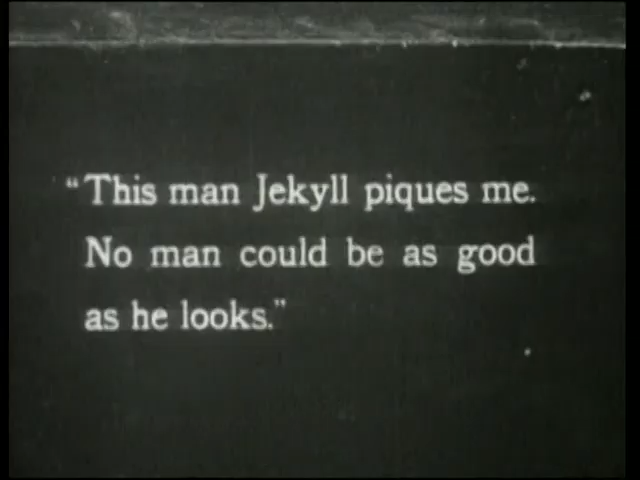 “This man Jekyll piques me.
No man could be as good
as he looks.”